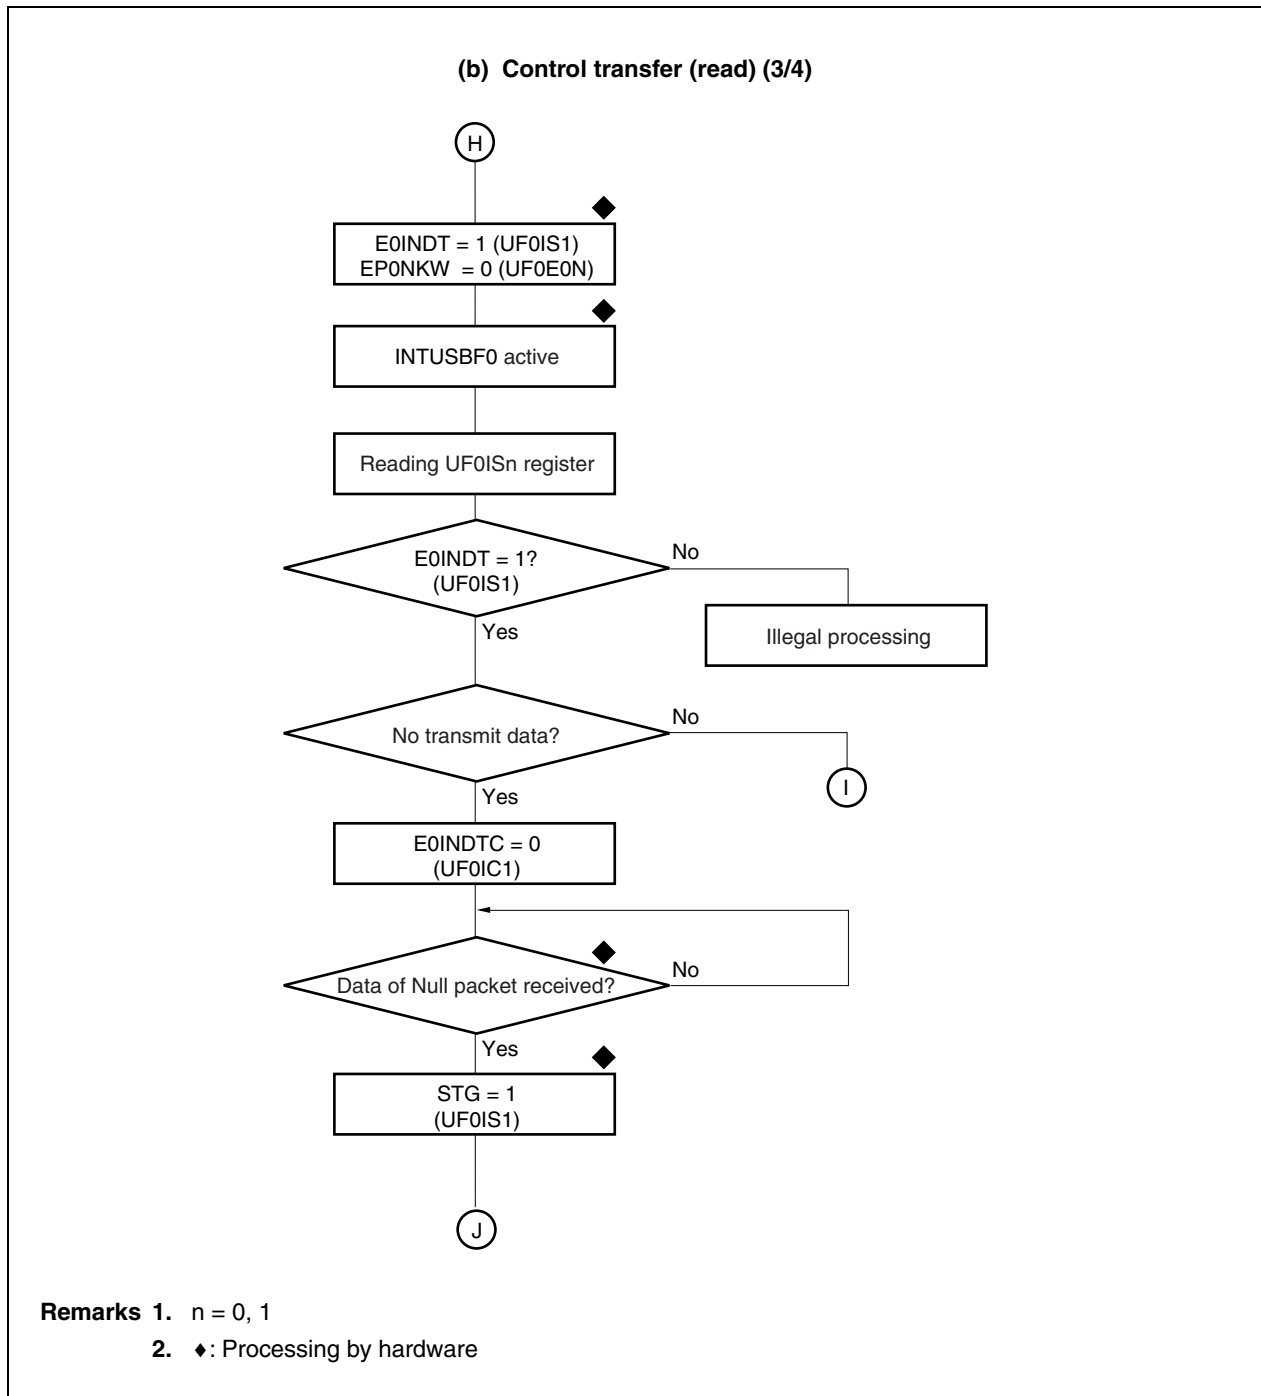 (b) Control transfer (read) (3/4)
H
E0INDT = 1 (UF0IS1)
EP0NKW = 0 (UF0E0N)
INTUSBF0 active
Reading UF0ISn register
E0INDT = 1?
(UF0IS1)
No
Illegal processing
Yes
No transmit data?
No
I
Yes
E0INDTC = 0
(UF0IC1)
Data of Null packet received?
No
Yes
STG = 1
(UF0IS1)
J
Remarks 1. n = 0, 1
2. ♦: Processing by hardware